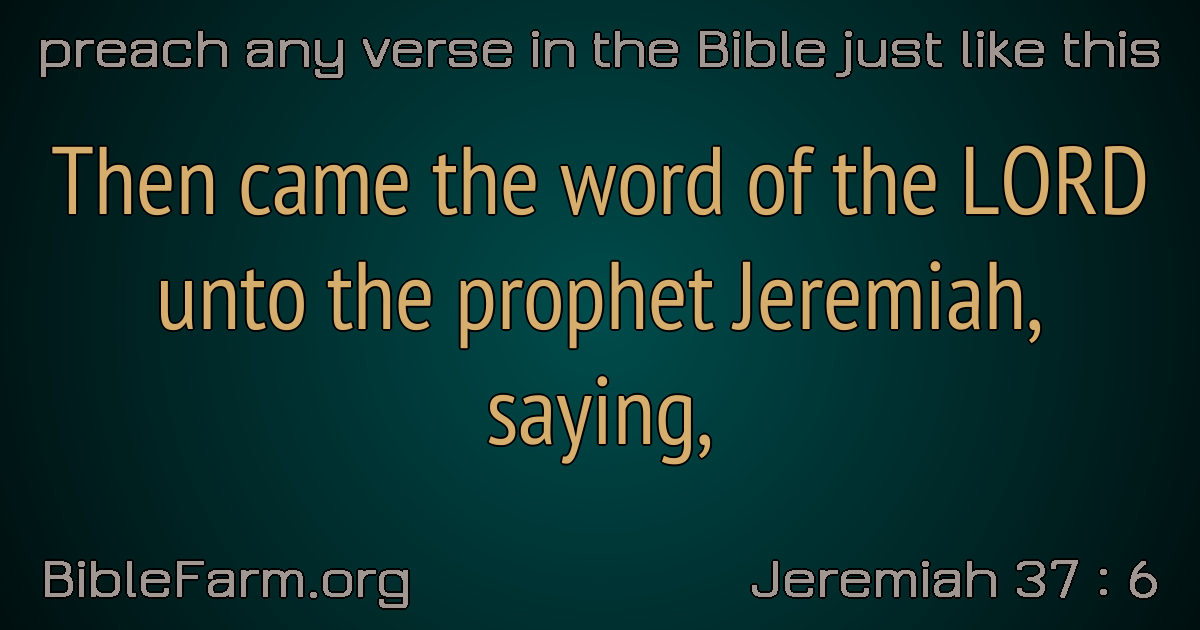 preach any verse in the Bible just like this
Then came the word of the LORD
unto the prophet Jeremiah,
saying,
BibleFarm.org
Jeremiah 37 : 6